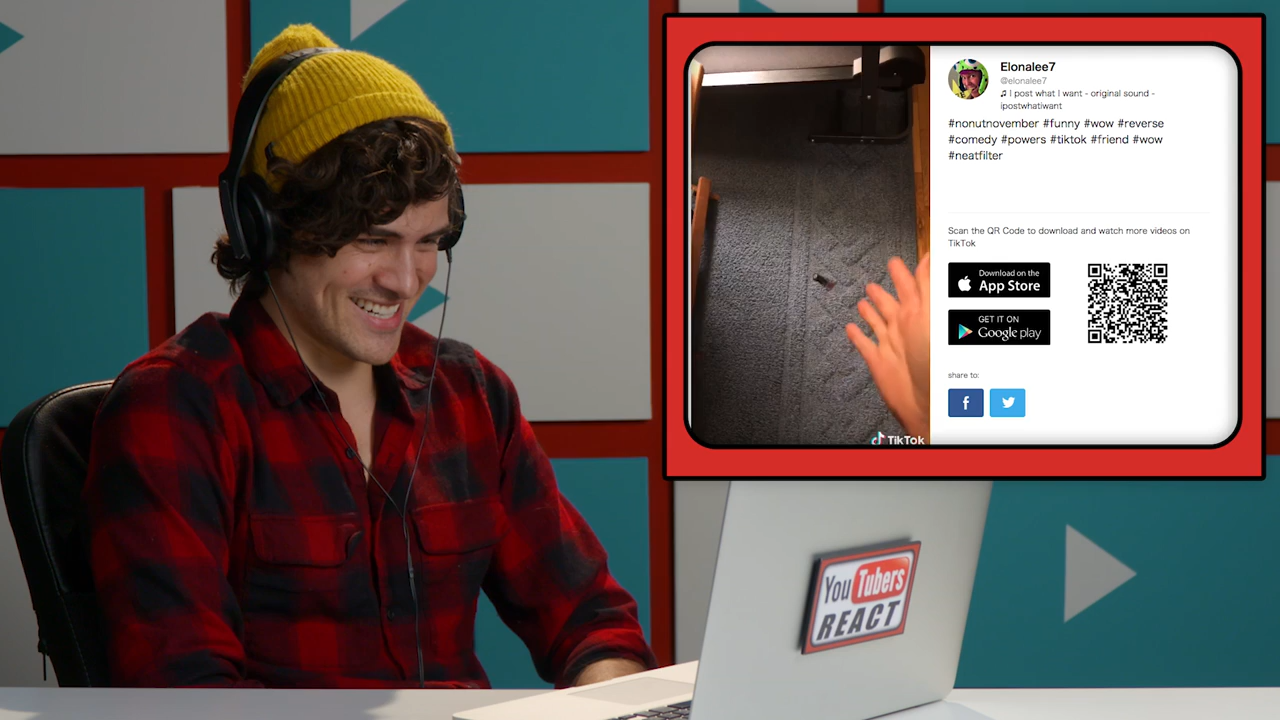 Elonalee7
@elonalee7
♫ I post what I want - original sound -
ipostwhatiwant
#nonutnovember #funny #wow #reverse
#comedy #powers #tiktok #friend #wow
#neatfilter
Scan the QR Code to download and watch more videos on
TikTok
Download on the
App Store
GET IT ON
Google play
share to:
f
TikTok
YouTubers
REACT